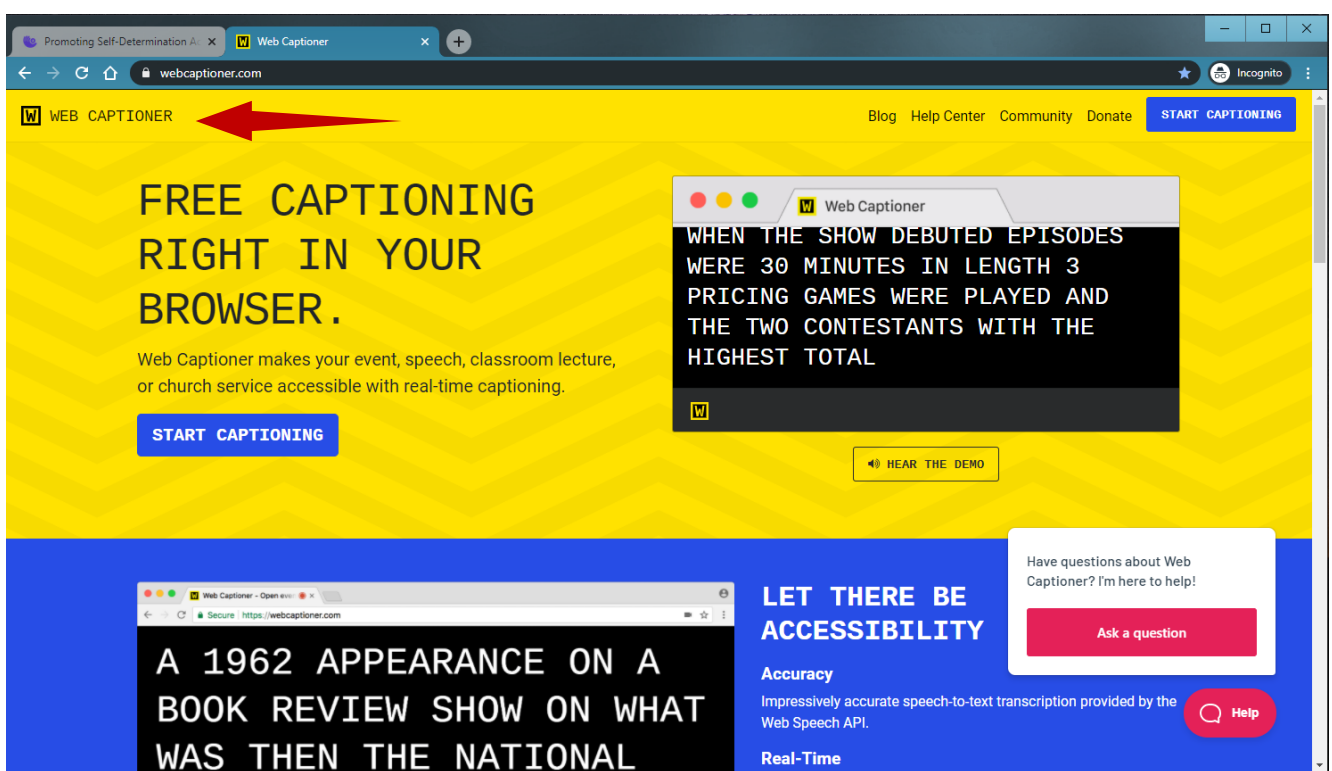 Promoting Self-Determination A
Web Captioner
webcaptioner.com
Incognito
WEB CAPTIONER
Blog Help Center Community Donate START CAPTIONING
FREE CAPTIONING
RIGHT IN YOUR
BROWSER.
Web Captioner makes your event, speech, classroom lecture,
or church service accessible with real-time captioning.
START CAPTIONING
Web Captioner
WHEN THE SHOW DEBUTED EPISODES
WERE 30 MINUTES IN LENGTH 3
PRICING GAMES WERE PLAYED AND
THE TWO CONTESTANTS WITH THE
HIGHEST TOTAL
HEAR THE DEMO
Web Captioner - Open
Secure https://webcaptioner.com
A 1962 APPEARANCE ON A
BOOK REVIEW SHOW ON WHAT
WAS THEN THE NATIONAL
LET THERE BE
ACCESSIBILITY
Accuracy
Impressively accurate speech-to-text transcription provided by the
Web Speech API.
Real-Time
Have questions about Web
Captioner? I'm here to help!
Ask a question
Help